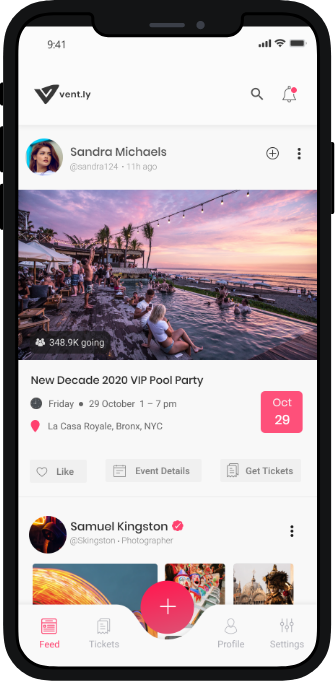 9:41
vent.ly
Sandra Michaels
@sandra124 • 11h ago
348.9K going
New Decade 2020 VIP Pool Party
Friday • 29 October 1 – 7 pm
Oct
29
La Casa Royale, Bronx, NYC
Like
Event Details
Get Tickets
Samuel Kingston
@Skingston • Photographer
Feed
Tickets
Profile
Settings